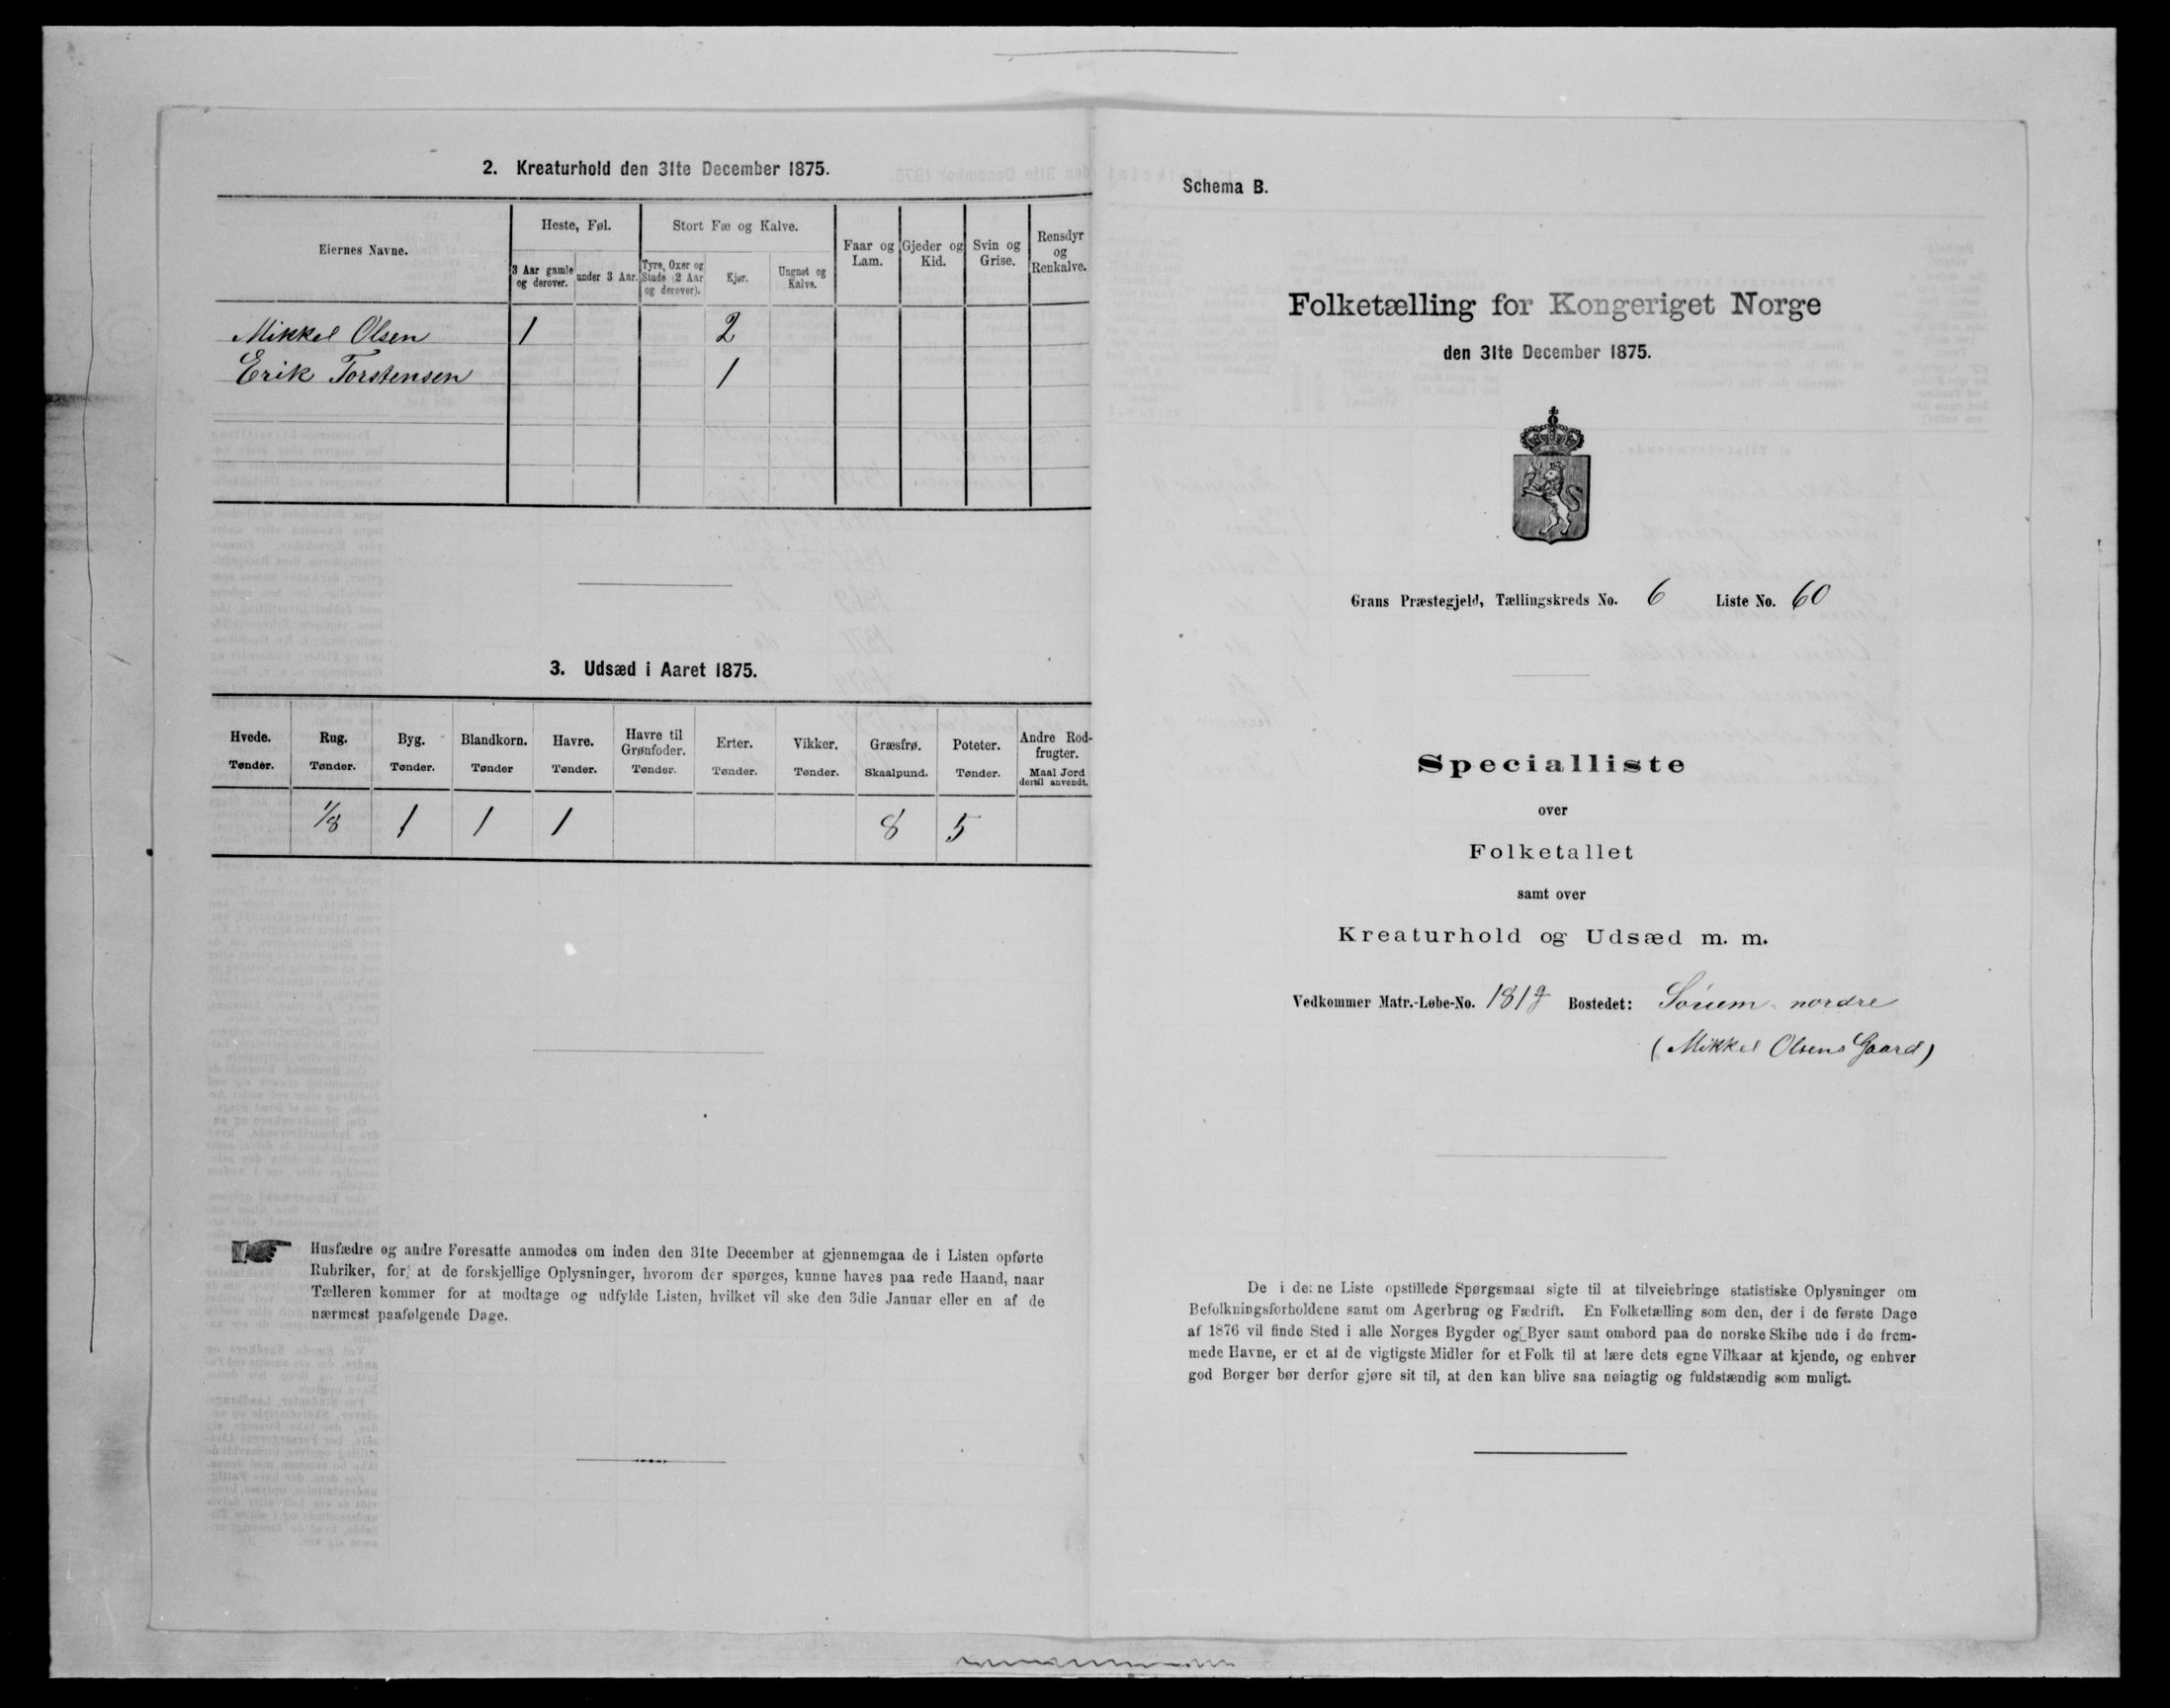 2. Kreaturhold den 31te December 1875.
Eiernes Navne.
Heste, Føl.
3 Aar gamle og derover.
under 3 Aar.
Stort Fæ og Kalve.
Tyre, Oxer og Stude (2 Aar og derover).
Kjør.
Ungnøt og Kalve.
Faar og Lam.
Gjeder og Kid.
Svin og Grise.
Rensdyr og Renkalve.
Mikkel Olsen 1 2
Erik Torstensen 1
3. Udsæd i Aaret 1875.
Hvede. Rug. Byg. Blandkorn. Havre. Havre til Grønfoder. Erter. Vikker. Græsfrø. Poteter. Andre Rodfrugter.
Tønder. Tønder. Tønder. Tønder Tønder. Tønder. Tønder. Tønder. Skaalpund. Tønder. Maal Jord dertil anvendt.
1/8 1 1 1 8 5
Husfædre og andre Foresatte anmodes om inden den 31te December at gjennemgaa de i Listen opførte
Rubriker, for at de forskjellige Oplysninger, hvorom der spørges, kunne haves paa rede Haand, naar
Tælleren kommer for at modtage og udfylde Listen, hvilket vil ske den 3die Januar eller en af de
nærmest paafølgende Dage.
Schema B.
Folketælling for Kongeriget Norge
den 31te December 1875.
Grans Præstegjeld, Tællingskreds No. 6 Liste No. 60
Specialliste
over
Folketallet
samt over
Kreaturhold og Udsæd m. m.
Vedkommer Matr.-Løbe-No. 181 Bostedet: nordre
(Mikkel Olsens Gaard)
De i denne Liste opstillede Spørgsmaal sigte til at tilveiebringe statistiske Oplysninger om
Befolkningsforholdene samt om Agerbrug og Fædrift. En Folketælling som den, der i de første Dage
af 1876 vil finde Sted i alle Norges Bygder og Byer samt ombord paa de norske Skibe ude i de frem-
mede Havne, er et af de vigtigste Midler for et Folk til at lære dets egne Vilkaar at kjende, og enhver
god Borger bør derfor gjøre sit til, at den kan blive saa nøiagtig og fuldstændig som muligt.